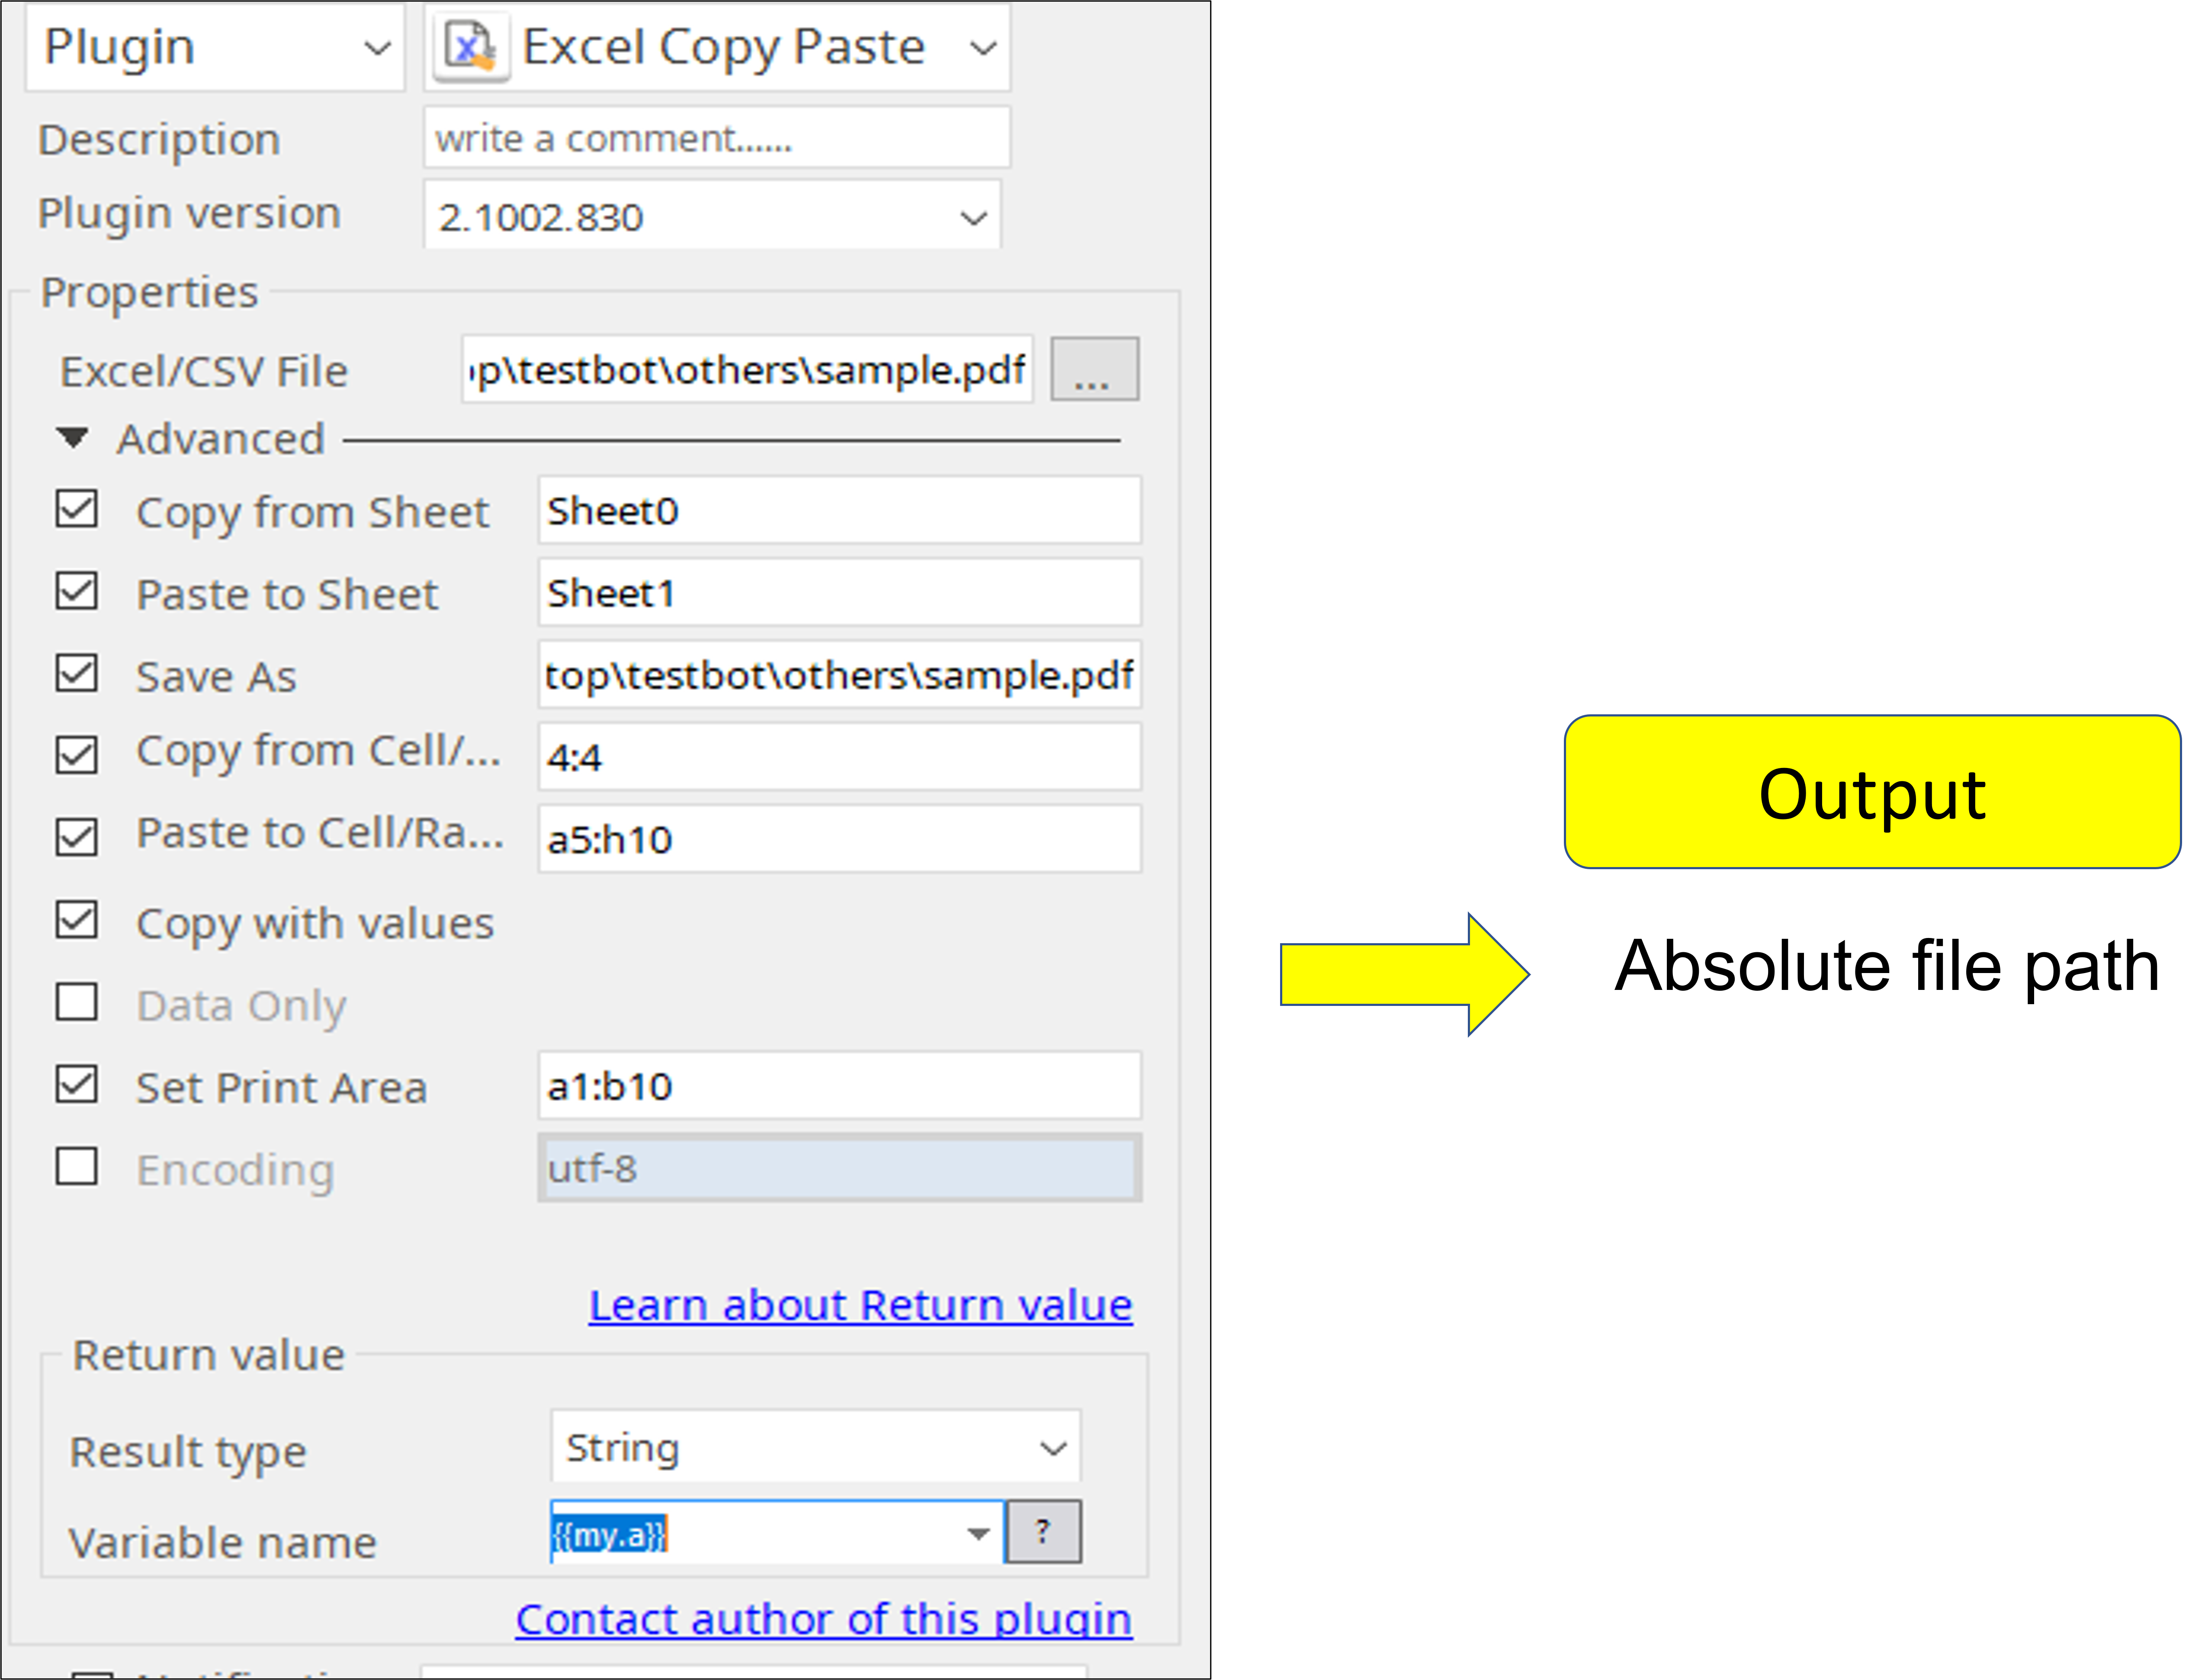 Plugin Excel Copy Paste
Description write a comment......
Plugin version 2.1002.830
Properties
Excel/CSV File p\testbot\others\sample.pdf ...
Advanced
Copy from Sheet Sheet0
Paste to Sheet Sheet1
Save As top\testbot\others\sample.pdf
Copy from Cell/... 4:4
Paste to Cell/Ra... a5:h10
Copy with values
Data Only
Set Print Area a1:b10
Encoding utf-8
Learn about Return value
Return value
Result type String
Variable name {{my.a}} ?
Contact author of this plugin
Output
Absolute file path